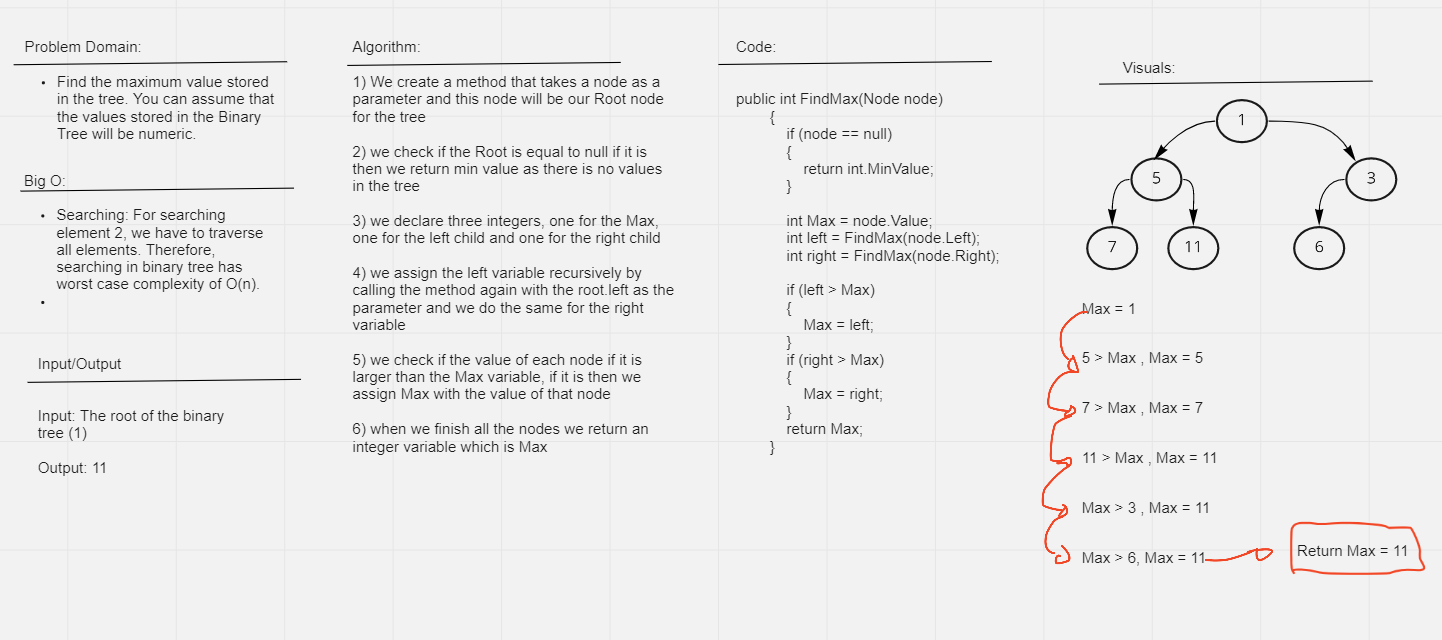 Problem Domain:
• Find the maximum value stored
in the tree. You can assume that
the values stored in the Binary
Tree will be numeric.
Big O:
• Searching: For searching
element 2, we have to traverse
all elements. Therefore,
searching in binary tree has
worst case complexity of O(n).
•
Input/Output
Input: The root of the binary
tree (1)
Output: 11
Algorithm:
1) We create a method that takes a node as a
parameter and this node will be our Root node
for the tree
2) we check if the Root is equal to null if it is
then we return min value as there is no values
in the tree
3) we declare three integers, one for the Max,
one for the left child and one for the right child
4) we assign the left variable recursively by
calling the method again with the root.left as the
parameter and we do the same for the right
variable
5) we check if the value of each node if it is
larger than the Max variable, if it is then we
assign Max with the value of that node
6) when we finish all the nodes we return an
integer variable which is Max
Code:
public int FindMax(Node node)
{
if (node == null)
{
return int.MinValue;
}
int Max = node.Value;
int left = FindMax(node.Left);
int right = FindMax(node.Right);
if (left > Max)
{
Max = left;
}
if (right > Max)
{
Max = right;
}
return Max;
}
Visuals:
1
5
3
7
11
6
Max = 1
5 > Max , Max = 5
7 > Max , Max = 7
11 > Max , Max = 11
Max > 3 , Max = 11
Max > 6, Max = 11
Return Max = 11